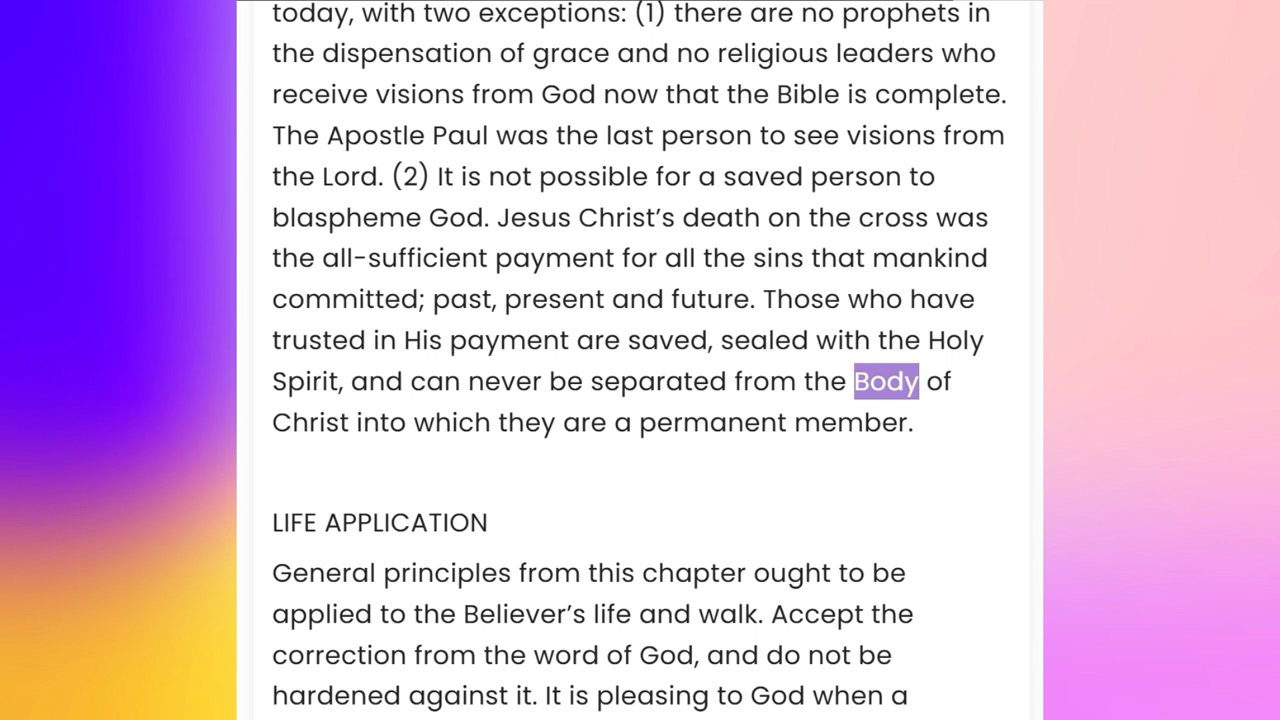 today, with two exceptions: (1) there are no prophets in
the dispensation of grace and no religious leaders who
receive visions from God now that the Bible is complete.
The Apostle Paul was the last person to see visions from
the Lord. (2) It is not possible for a saved person to
blaspheme God. Jesus Christ’s death on the cross was
the all-sufficient payment for all the sins that mankind
committed; past, present and future. Those who have
trusted in His payment are saved, sealed with the Holy
Spirit, and can never be separated from the Body of
Christ into which they are a permanent member.
LIFE APPLICATION
General principles from this chapter ought to be
applied to the Believer’s life and walk. Accept the
correction from the word of God, and do not be
hardened against it. It is pleasing to God when a